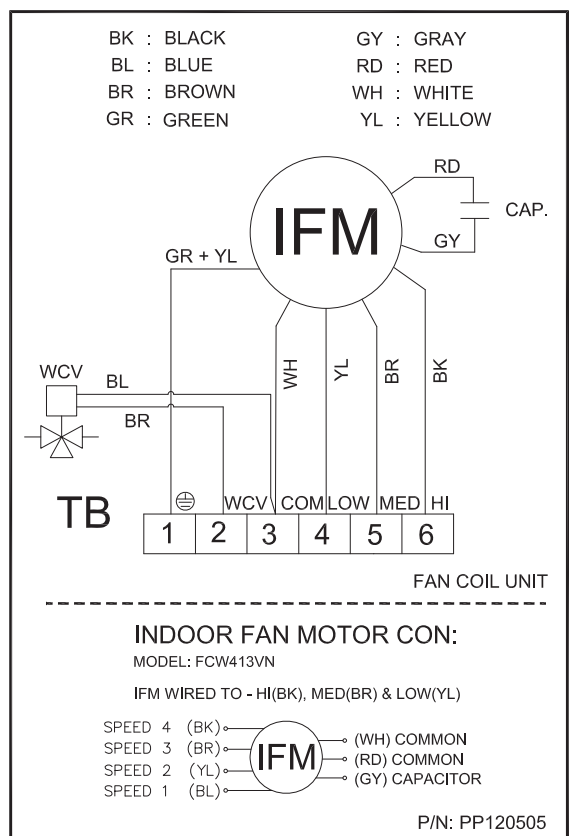 BK : BLACK
BL : BLUE
BR : BROWN
GR : GREEN
GY : GRAY
RD : RED
WH : WHITE
YL : YELLOW
RD
IFM
CAP.
GY
GR + YL
WH
YL
BR
BK
WCV
BL
BR
TB
WCV COM LOW MED HI
1 2 3 4 5 6
FAN COIL UNIT
INDOOR FAN MOTOR CON:
MODEL: FCW413VN
IFM WIRED TO - HI(BK), MED(BR) & LOW(YL)
SPEED 4 (BK)
SPEED 3 (BR)
SPEED 2 (YL)
SPEED 1 (BL)
IFM
(WH) COMMON
(RD) COMMON
(GY) CAPACITOR
P/N: PP120505